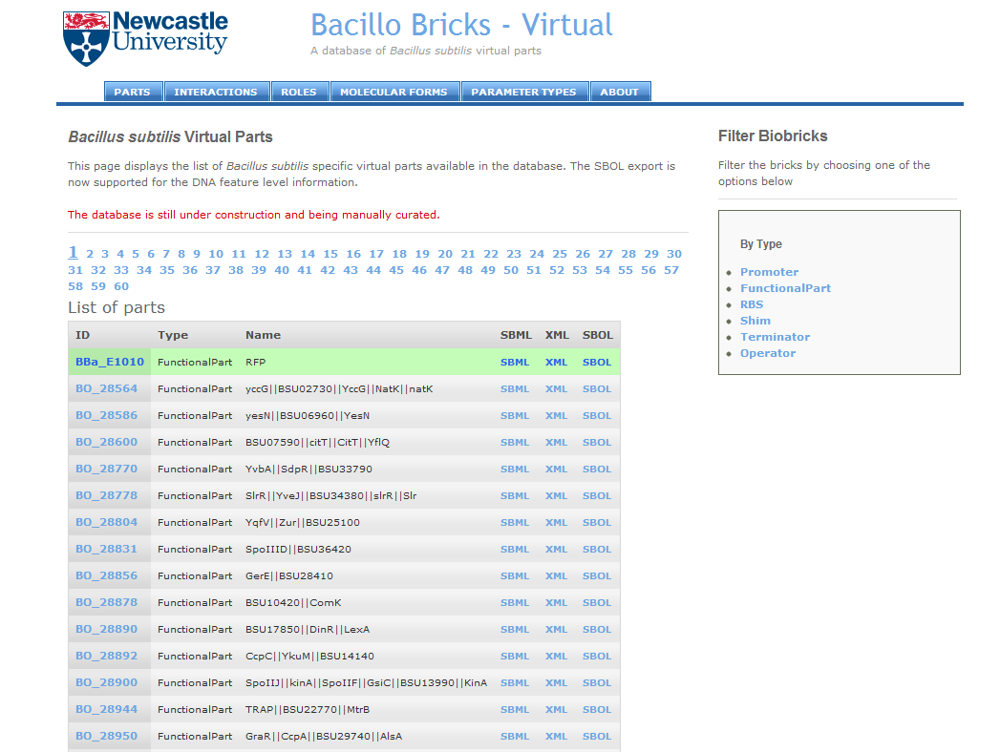 Newcastle
University
Bacillo Bricks - Virtual
A database of Bacillus subtilis virtual parts
PARTS INTERACTIONS ROLES MOLECULAR FORMS PARAMETER TYPES ABOUT
Bacillus subtilis Virtual Parts
This page displays the list of Bacillus subtilis specific virtual parts available in the database. The SBOL export is
now supported for the DNA feature level information.
The database is still under construction and being manually curated.
1 2 3 4 5 6 7 8 9 10 11 12 13 14 15 16 17 18 19 20 21 22 23 24 25 26 27 28 29 30
31 32 33 34 35 36 37 38 39 40 41 42 43 44 45 46 47 48 49 50 51 52 53 54 55 56 57
58 59 60
List of parts
ID Type Name SBML XML SBOL
BBa_E1010 FunctionalPart RFP SBML XML SBOL
BO_28564 FunctionalPart yccG||BSU02730||YccG||NatK||natK SBML XML SBOL
BO_28586 FunctionalPart yesN||BSU06960||YesN SBML XML SBOL
BO_28600 FunctionalPart BSU07590||citT||CitT||YflQ SBML XML SBOL
BO_28770 FunctionalPart YvbA||SdpR||BSU33790 SBML XML SBOL
BO_28778 FunctionalPart SlrR||YveJ||BSU34380||slrR||Slr SBML XML SBOL
BO_28804 FunctionalPart YqfV||Zur||BSU25100 SBML XML SBOL
BO_28831 FunctionalPart SpoIIID||BSU36420 SBML XML SBOL
BO_28856 FunctionalPart GerE||BSU28410 SBML XML SBOL
BO_28878 FunctionalPart BSU10420||ComK SBML XML SBOL
BO_28890 FunctionalPart BSU17850||DinR||LexA SBML XML SBOL
BO_28892 FunctionalPart CcpC||YkuM||BSU14140 SBML XML SBOL
BO_28900 FunctionalPart SpoIIJ||kinA||SpoIIF||GsiC||BSU13990||KinA SBML XML SBOL
BO_28944 FunctionalPart TRAP||BSU22770||MtrB SBML XML SBOL
BO_28950 FunctionalPart GraR||CcpA||BSU29740||AlsA SBML XML SBOL
Filter Biobricks
Filter the bricks by choosing one of the
options below
By Type
Promoter
FunctionalPart
RBS
Shim
Terminator
Operator